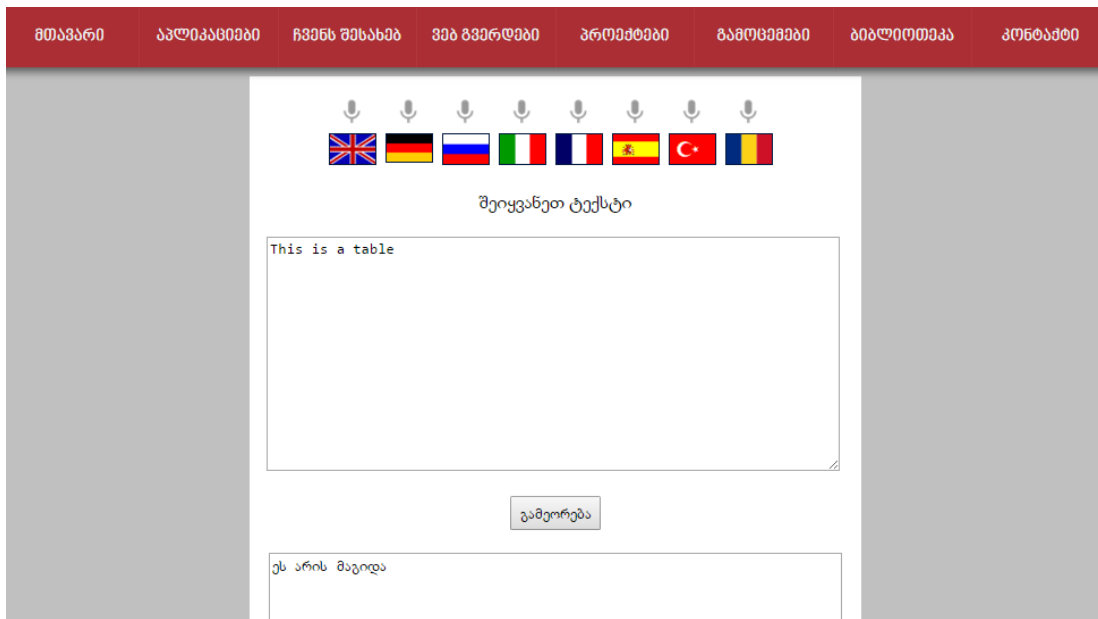 მთავარი აპლიკაციები ჩვენს შესახებ ვებ გვერდები პროექტები გამოცემები ბიბლიოთეკა კონტაქტი
შეიყვანეთ ტექსტი
This is a table
გამეორება
ეს არის მაგიდა